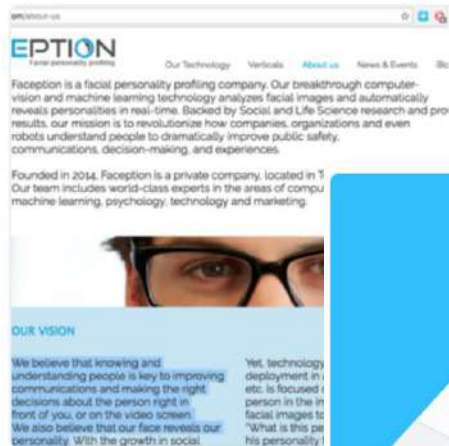 om/about-us
EPTION
Facial personality profiling
Our Technology Verticals About us News & Events
Faception is a facial personality profiling company. Our breakthrough computer-
vision and machine learning technology analyzes facial images and automatically
reveals personalities in real-time. Backed by Social and Life Science research and
results, our mission is to revolutionize how companies, organizations and even
robots understand people to dramatically improve public safety,
communications, decision-making, and experiences.
Founded in 2014, Faception is a private company, located in
Our team includes world-class experts in the areas of
machine learning, psychology, technology and marketing.
OUR VISION
We believe that knowing and
understanding people is key to improving
communications and making the right
decisions about the person right in
front of you, or on the video screen.
We also believe that our face reveals our
personality. With the growth in social
Yet, technology
deployment in
etc. is focused
person in the
facial images to
"What is this
his personality